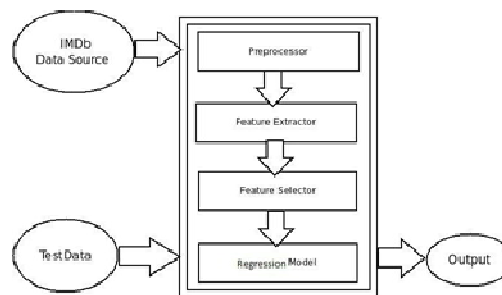 IMDb
Data Source
Preprocessor
Feature Extractor
Feature Selector
Test Data
Regression Model
Output